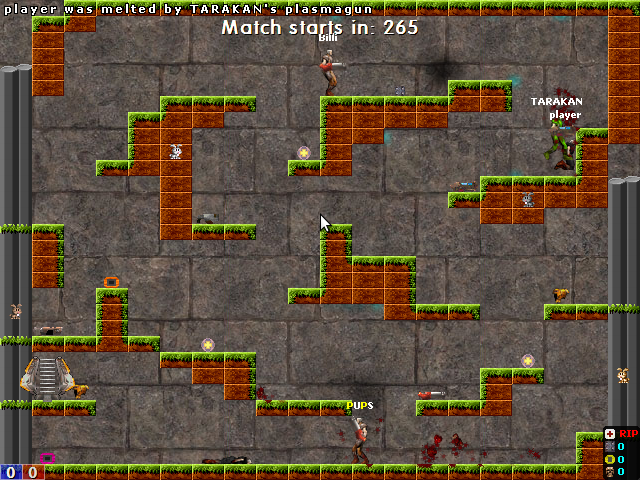 player was melted by TARAKAN's plasmagun
Match starts in: 265
Billi
TARAKAN
player
PUPS
RIP
0
0
0 0
0